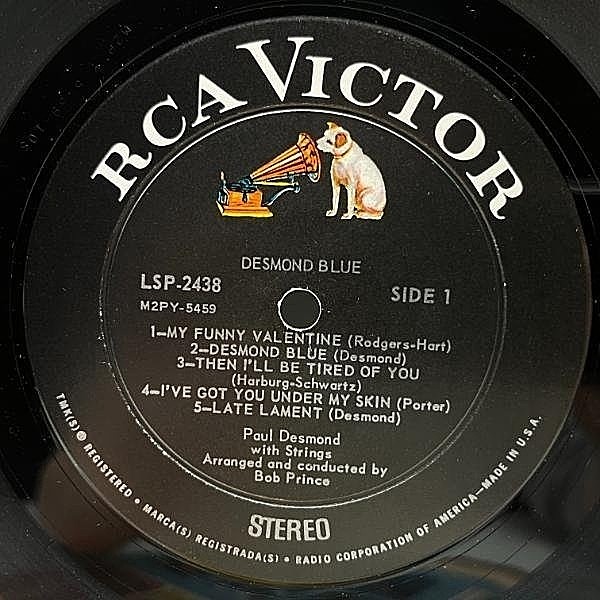 RCA VICTOR
DESMOND BLUE
LSP-2438
SIDE 1
M2PY-5459
1—MY FUNNY VALENTINE (Rodgers-Hart)
2—DESMOND BLUE (Desmond)
3—THEN I'LL BE TIRED OF YOU
(Harburg-Schwartz)
4—I'VE GOT YOU UNDER MY SKIN (Porter)
5—LATE LAMENT (Desmond)
Paul Desmond
with Strings
Arranged and conducted by
Bob Prince
STEREO
TMK(S) ® REGISTERED • MARCA(S) REGISTRADA(S) • RADIO CORPORATION OF AMERICA—MADE IN U.S.A.